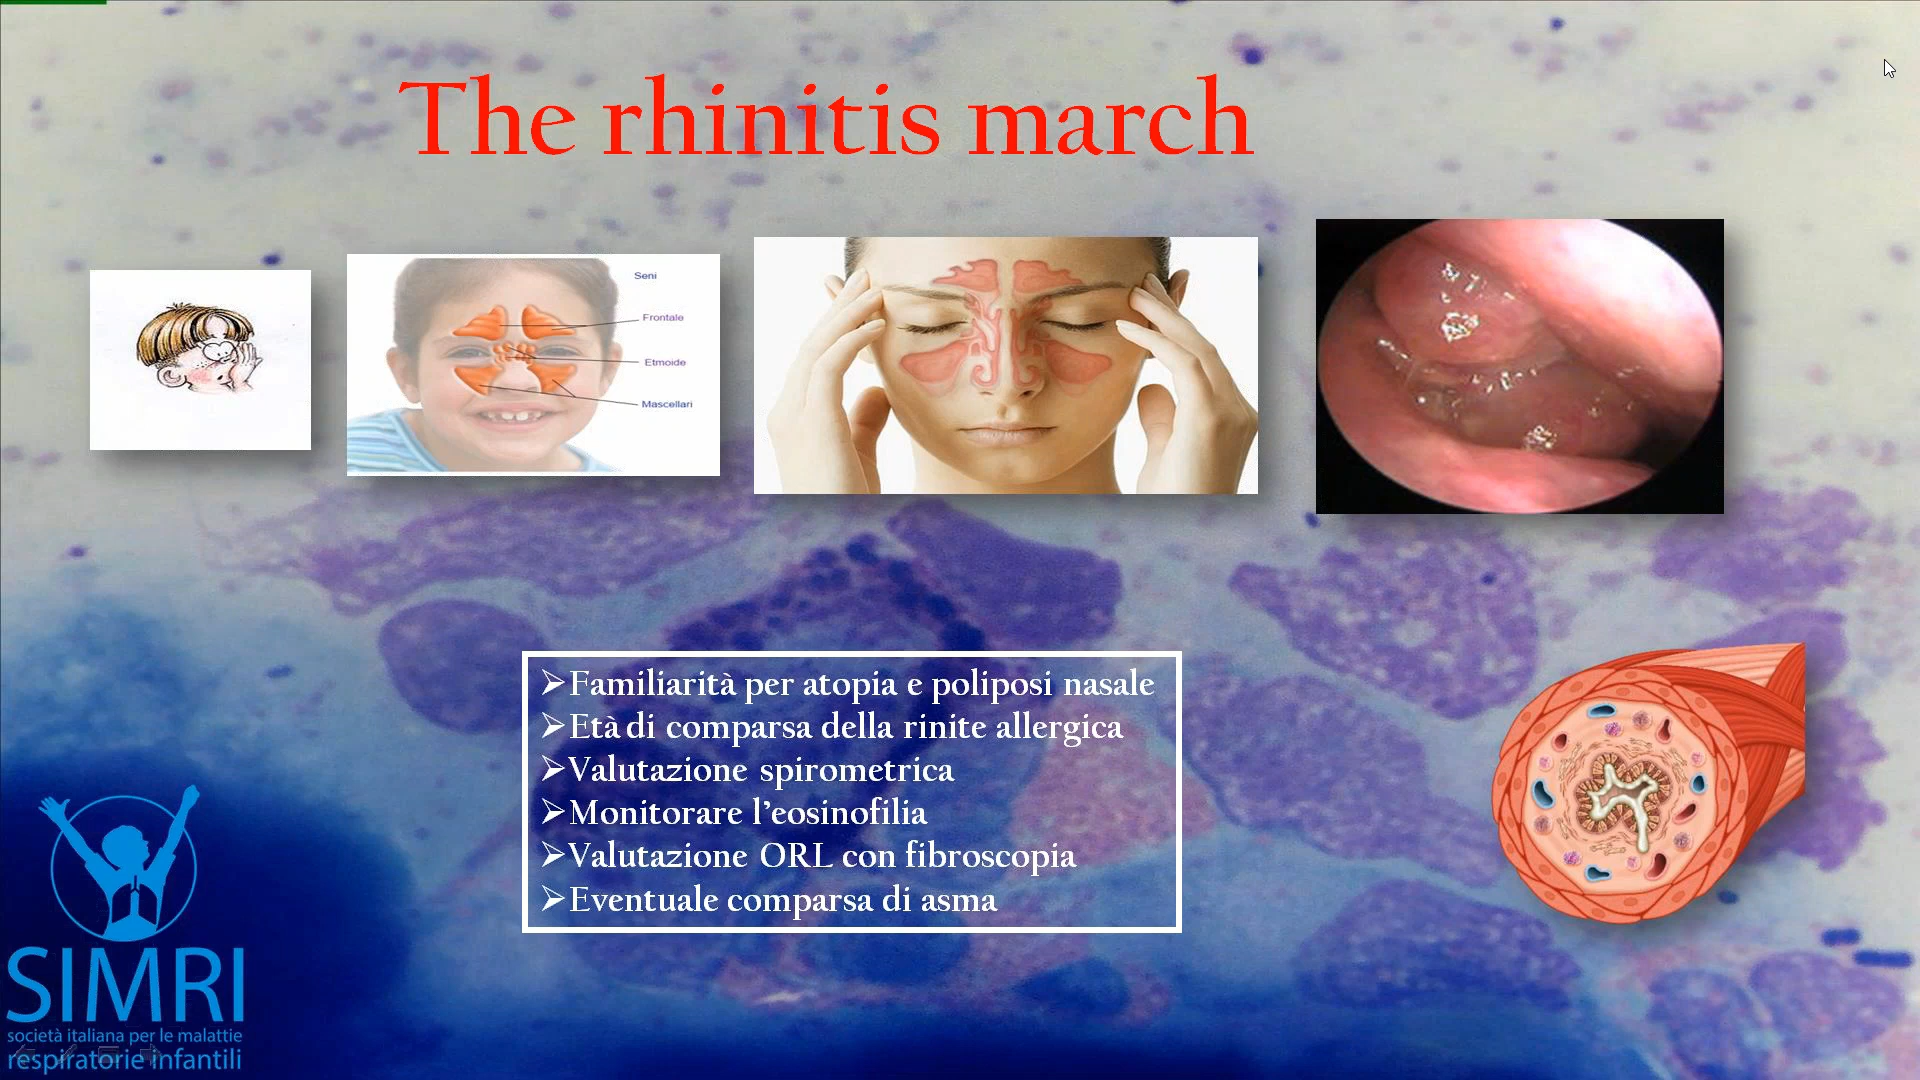 The rhinitis march
Seni
Frontale
Etmoide
Mascellari
➢Familiarità per atopia e poliposi nasale
➢Età di comparsa della rinite allergica
➢Valutazione spirometrica
➢Monitorare l’eosinofilia
➢Valutazione ORL con fibroscopia
➢Eventuale comparsa di asma
SIMRI
società italiana per le malattie
respiratorie infantili